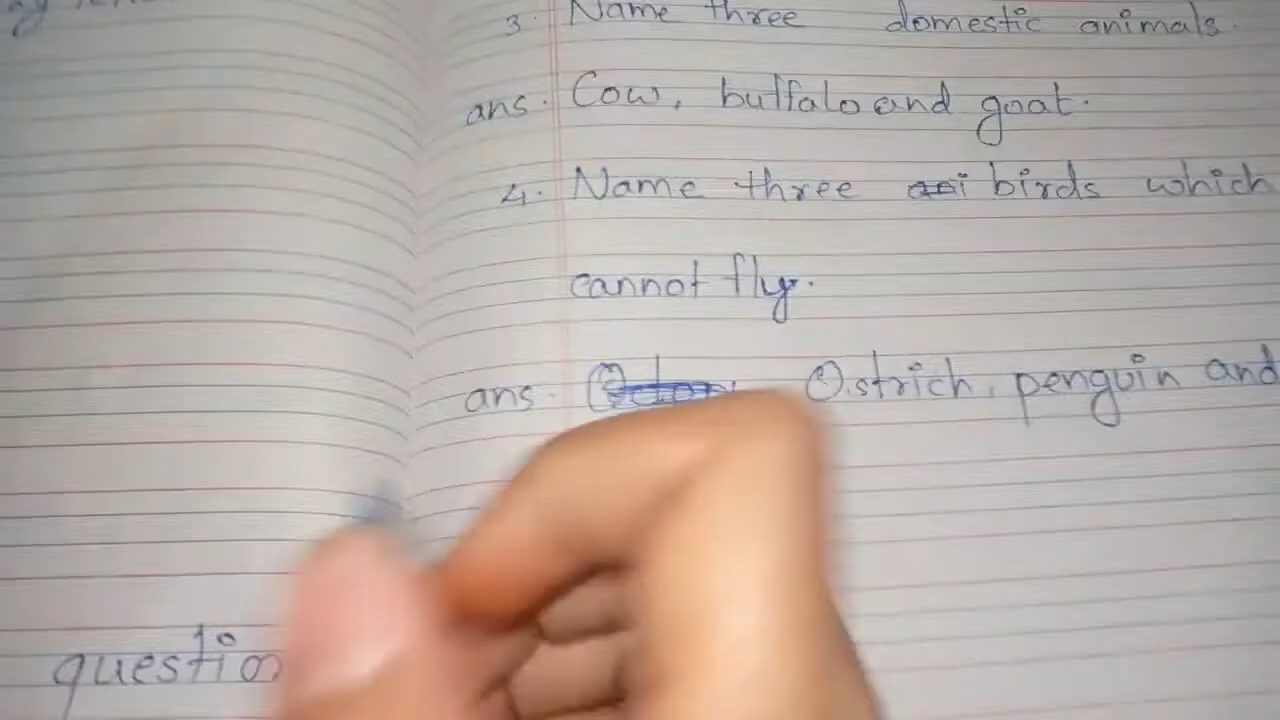 3. Name three domestic animals.
ans. Cow, buffalo and goat.
4. Name three birds which
cannot fly.
ans. Ostrich, penguin and
question